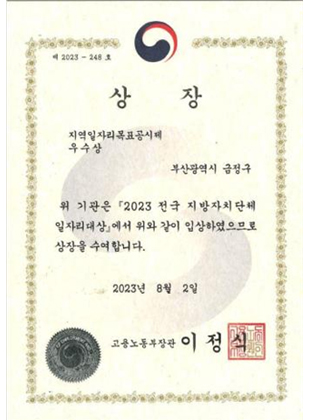 제 2023 - 248 호
상 장
지역일자리목표공시제
우수상
부산광역시 금정구
위 기관은 『2023 전국 지방자치단체
일자리대상』에서 위와 같이 입상하였으므로
상장을 수여합니다.
2023년 8월 2일
고용노동부장관 이정식